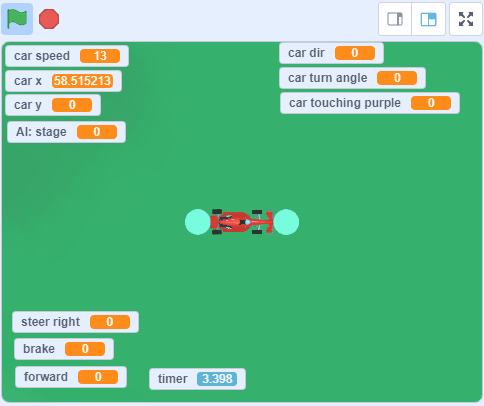 car speed 13
car x 58.515213
car y 0
AI: stage 0
car dir 0
car turn angle 0
car touching purple 0
steer right 0
brake 0
forward 0
timer 3.398